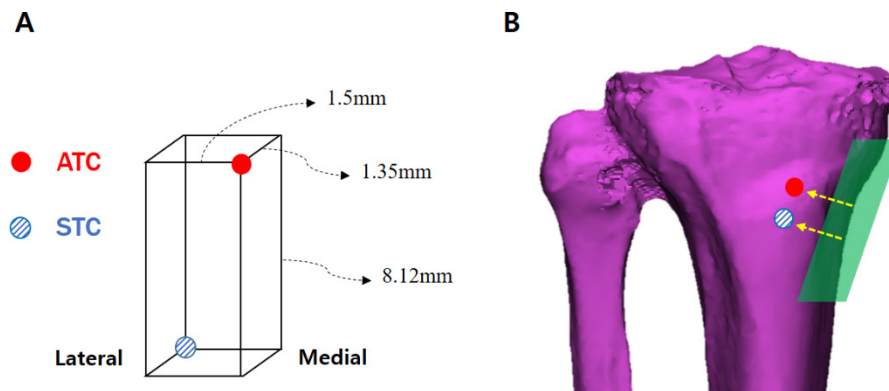 A
B
1.5mm
ATC
1.35mm
STC
8.12mm
Lateral
Medial